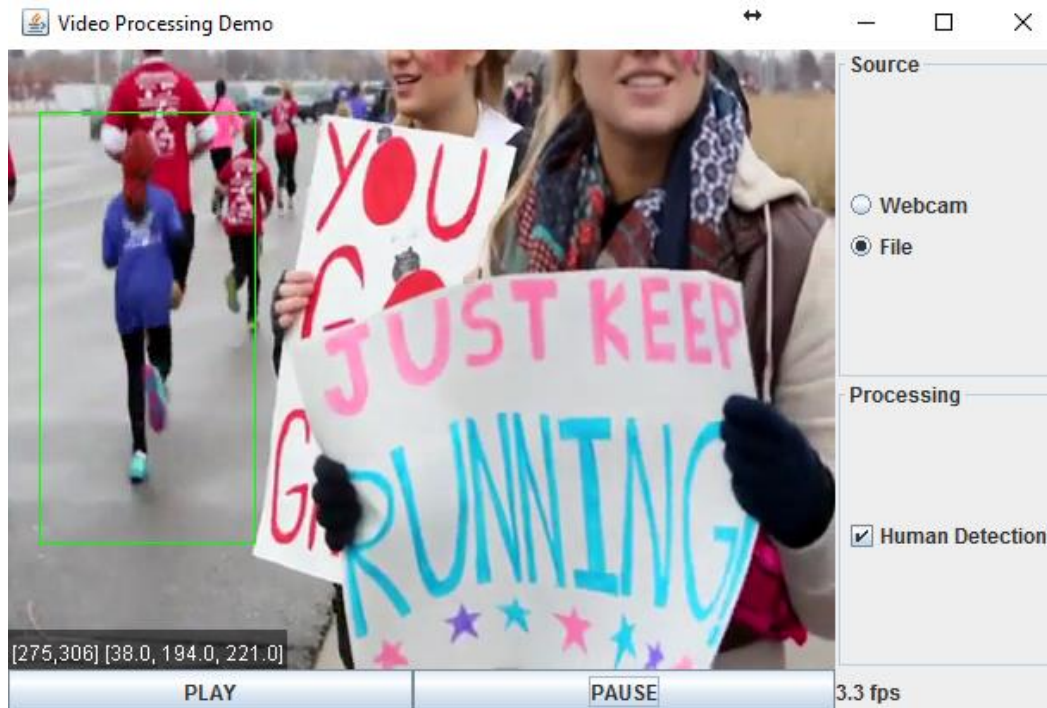 Video Processing Demo
Source
Webcam
File
Processing
Human Detection
YOU
GO
G
JUST KEEP
RUNNING!
[275,306] [38.0, 194.0, 221.0]
PLAY
PAUSE
3.3 fps